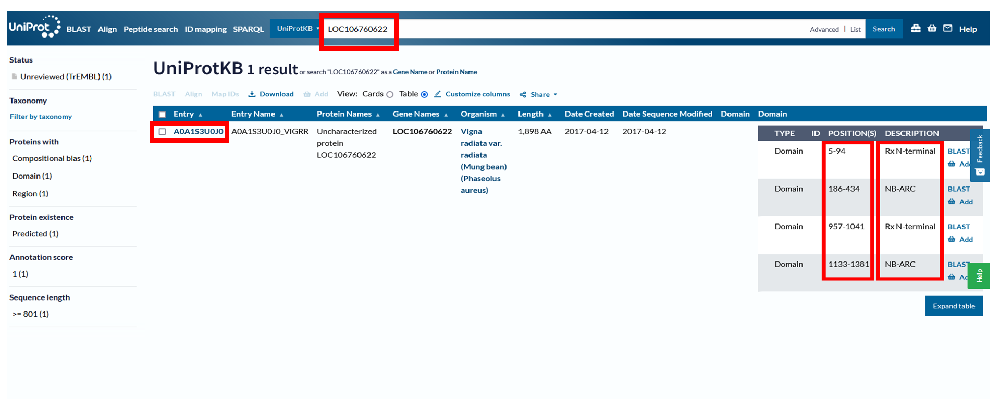 UniProt BLAST Align Peptide search ID mapping SPARQL UniProtKB LOC106760622 Advanced | List Search Help
Status
Unreviewed (TrEMBL) (1)
Taxonomy
Filter by taxonomy
Proteins with
Compositional bias (1)
Domain (1)
Region (1)
Protein existence
Predicted (1)
Annotation score
1 (1)
Sequence length
>= 801 (1)
UniProtKB 1 result or search "LOC106760622" as a Gene Name or Protein Name
BLAST Align Map IDs Download Add View: Cards Table Customize columns Share
Entry Entry Name Protein Names Gene Names Organism Length Date Created Date Sequence Modified Domain Domain
A0A1S3U0J0 A0A1S3U0J0_VIGRR Uncharacterized LOC106760622 Vigna 1,898 AA 2017-04-12 2017-04-12
protein radiata var.
LOC106760622 radiata
(Mung bean)
(Phaseolus
aureus)
TYPE ID POSITION(S) DESCRIPTION
Domain 5-94 Rx N-terminal BLAST
Add
Domain 186-434 NB-ARC BLAST
Add
Domain 957-1041 Rx N-terminal BLAST
Add
Domain 1133-1381 NB-ARC BLAST
Ad
Expand table
Feedback
Help